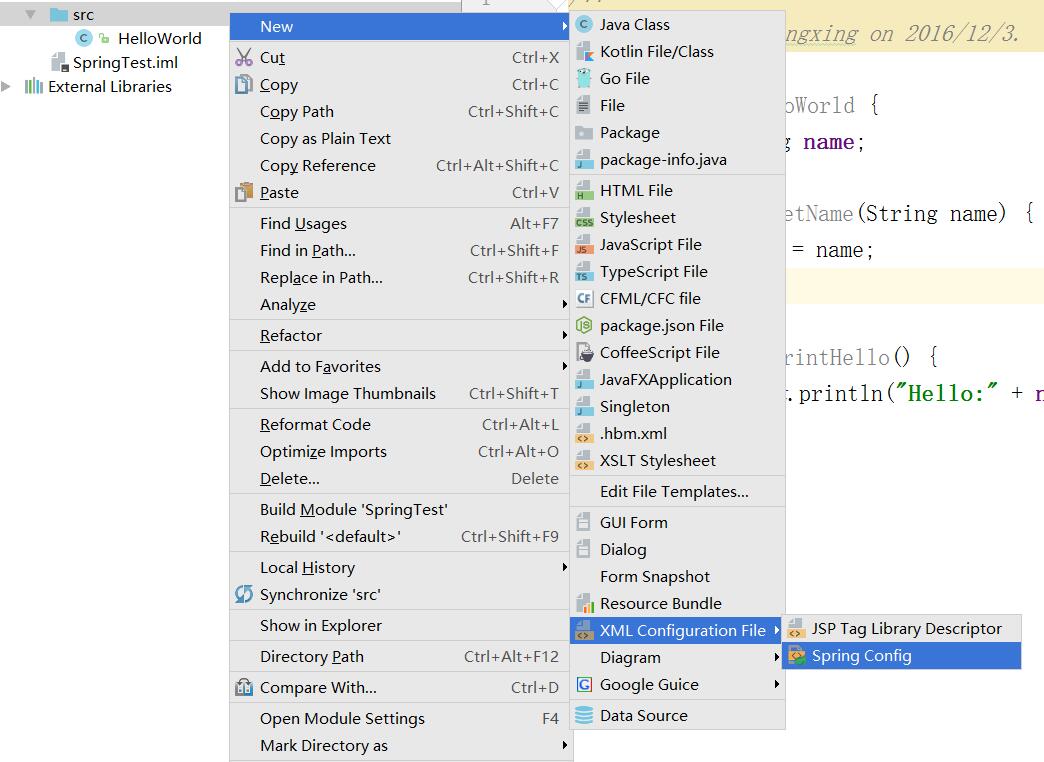 src
HelloWorld
SpringTest.iml
External Libraries
New
Cut Ctrl+X
Copy Ctrl+C
Copy Path Ctrl+Shift+C
Copy as Plain Text
Copy Reference Ctrl+Alt+Shift+C
Paste Ctrl+V
Find Usages Alt+F7
Find in Path... Ctrl+Shift+F
Replace in Path... Ctrl+Shift+R
Analyze
Refactor
Add to Favorites
Show Image Thumbnails Ctrl+Shift+T
Reformat Code Ctrl+Alt+L
Optimize Imports Ctrl+Alt+O
Delete... Delete
Build Module 'SpringTest'
Rebuild '<default>' Ctrl+Shift+F9
Local History
Synchronize 'src'
Show in Explorer
Directory Path Ctrl+Alt+F12
Compare With... Ctrl+D
Open Module Settings F4
Mark Directory as
Java Class
Kotlin File/Class
Go File
File
Package
package-info.java
HTML File
Stylesheet
JavaScript File
TypeScript File
CFML/CFC file
package.json File
CoffeeScript File
JavaFXApplication
Singleton
.hbm.xml
XSLT Stylesheet
Edit File Templates...
GUI Form
Dialog
Form Snapshot
Resource Bundle
XML Configuration File
Diagram
Google Guice
Data Source
JSP Tag Library Descriptor
Spring Config
ngxing on 2016/12/3.
oWorld {
g name;
etName(String name) {
= name;
rintHello() {
t.println("Hello:" + n